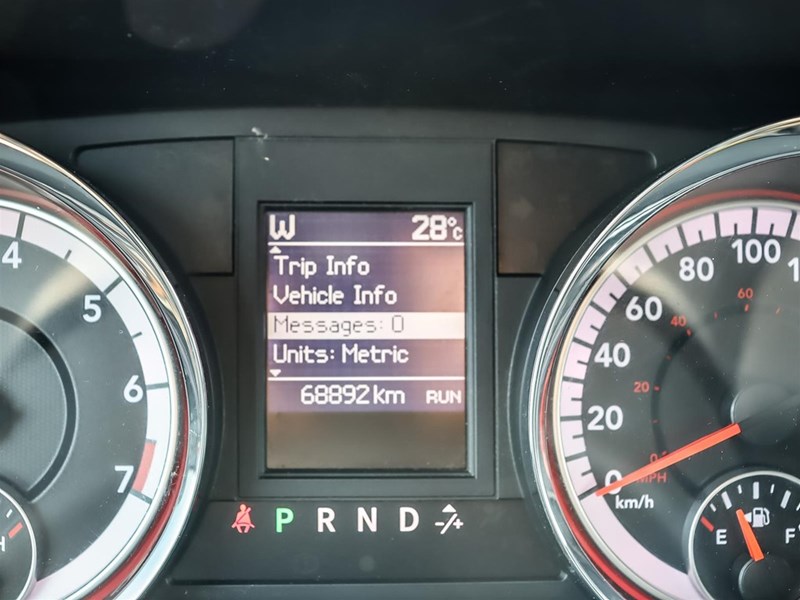 W 28°C
Trip Info
Vehicle Info
Messages: 0
Units: Metric
68892 km RUN
P R N D -/+
4
5
6
7
H
0
20
40
60
80
100
0
20
40
60
MPH
km/h
E F